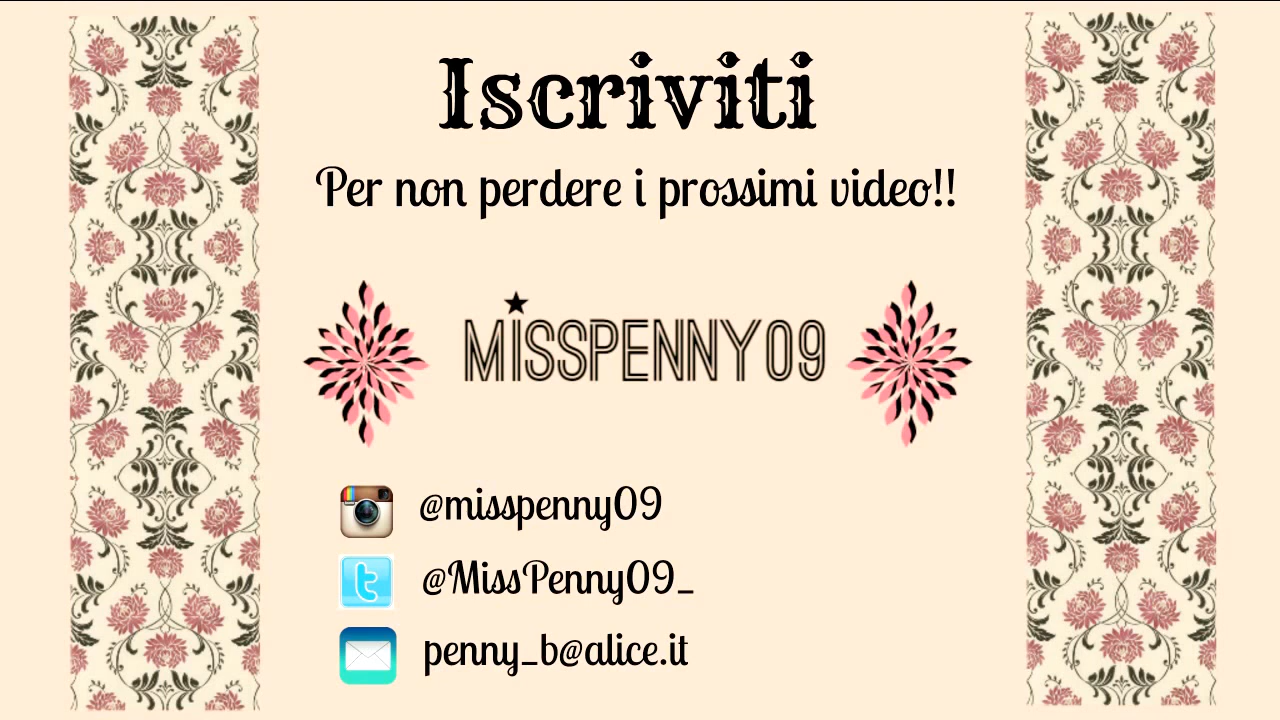 Iscriviti
Per non perdere i prossimi video!!
MISSPENNY09
@misspenny09
@MissPenny09_
penny_b@alice.it